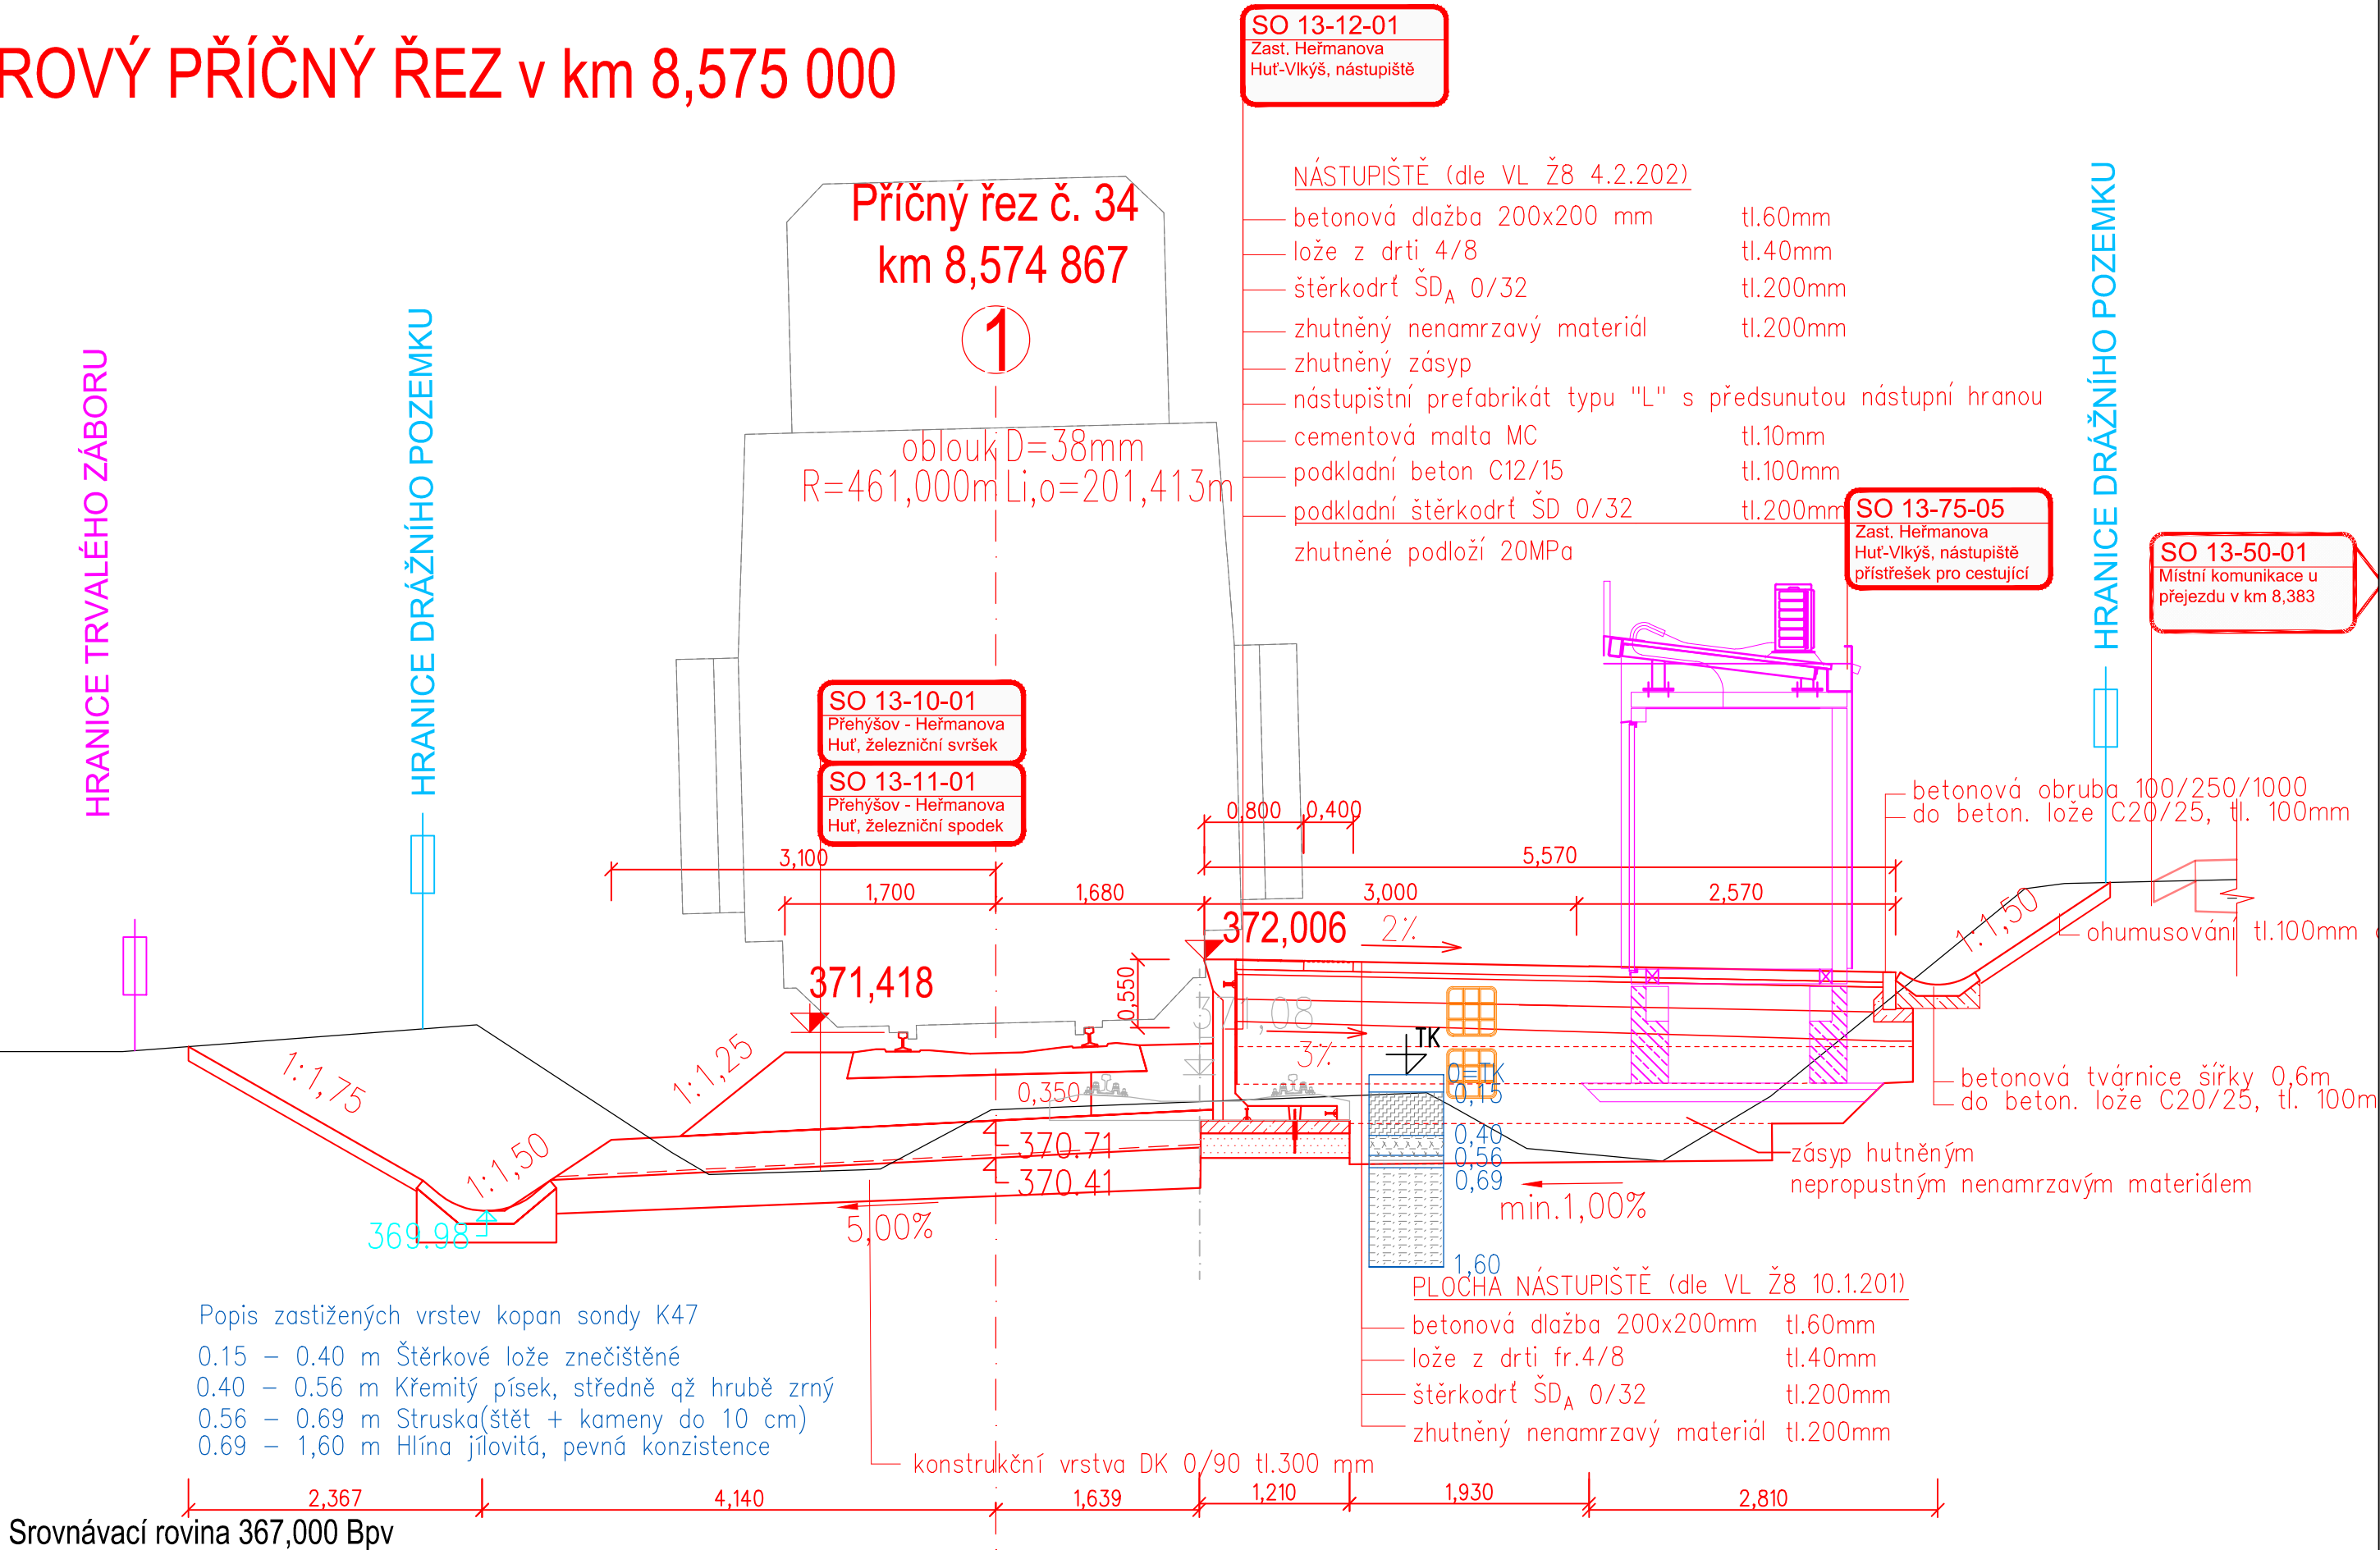 ROVÝ PŘÍČNÝ ŘEZ v km 8,575 000
SO 13-12-01
Zast. Heřmanova
Huť-Vlkýš, nástupiště
Příčný řez č. 34
km 8,574 867
1
oblouk D=38mm
R=461,000m Li,o=201,413m
NÁSTUPIŠTĚ (dle VL Ž8 4.2.202)
betonová dlažba 200x200 mm tl.60mm
lože z drti 4/8 tl.40mm
štěrkodrť ŠDA 0/32 tl.200mm
zhutněný nenamrzavý materiál tl.200mm
zhutněný zásyp
nástupištní prefabrikát typu "L" s předsunutou nástupní hranou
cementová malta MC tl.10mm
podkladní beton C12/15 tl.100mm
podkladní štěrkodrť ŠD 0/32 tl.200mm
zhutněné podloží 20MPa
HRANICE TRVALÉHO ZÁBORU
HRANICE DRÁŽNÍHO POZEMKU
HRANICE DRÁŽNÍHO POZEMKU
SO 13-75-05
Zast. Heřmanova
Huť-Vlkýš, nástupiště
přístřešek pro cestující
SO 13-50-01
Místní komunikace u
přejezdu v km 8,383
SO 13-10-01
Přehýšov - Heřmanova
Huť, železniční svršek
SO 13-11-01
Přehýšov - Heřmanova
Huť, železniční spodek
betonová obruba 100/250/1000
do beton. lože C20/25, tl. 100mm
0,800 0,400
3,100
5,570
1,700 1,680 3,000 2,570
372,006
2%
1:1,50
ohumusování tl.100mm
371,418
0,550
371,08
3%
TK
0=TK
0,15
0,40
0,56
0,69
1,60
1:1,75
1:1,25
1:1,50
0,350
370.71
370.41
369.98
5,00%
min.1,00%
betonová tvárnice šířky 0,6m
do beton. lože C20/25, tl. 100m
zásyp hutněným
nepropustným nenamrzavým materiálem
PLOCHA NÁSTUPIŠTĚ (dle VL Ž8 10.1.201)
betonová dlažba 200x200mm tl.60mm
lože z drti fr.4/8 tl.40mm
štěrkodrť ŠDA 0/32 tl.200mm
zhutněný nenamrzavý materiál tl.200mm
Popis zastižených vrstev kopan sondy K47
0.15 - 0.40 m Štěrkové lože znečištěné
0.40 - 0.56 m Křemitý písek, středně qž hrubě zrný
0.56 - 0.69 m Struska(štět + kameny do 10 cm)
0.69 - 1,60 m Hlína jílovitá, pevná konzistence
konstrukční vrstva DK 0/90 tl.300 mm
2,367 4,140 1,639 1,210 1,930 2,810
Srovnávací rovina 367,000 Bpv